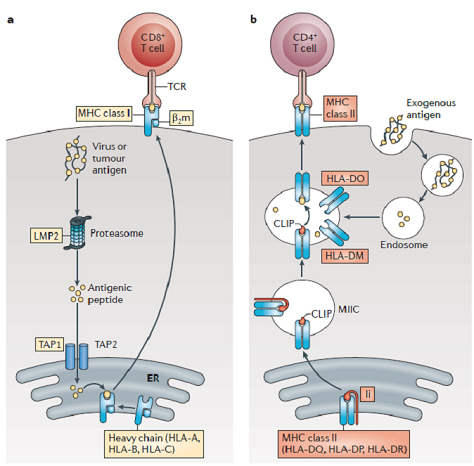 a
CD8+
T cell
TCR
MHC class I
β2m
Virus or
tumour
antigen
LMP2
Proteasome
Antigenic
peptide
TAP1
TAP2
ER
Heavy chain (HLA-A,
HLA-B, HLA-C)
b
CD4+
T cell
MHC
class II
Exogenous
antigen
HLA-DO
CLIP
HLA-DM
Endosome
CLIP
MIIC
Ii
MHC class II
(HLA-DQ, HLA-DP, HLA-DR)